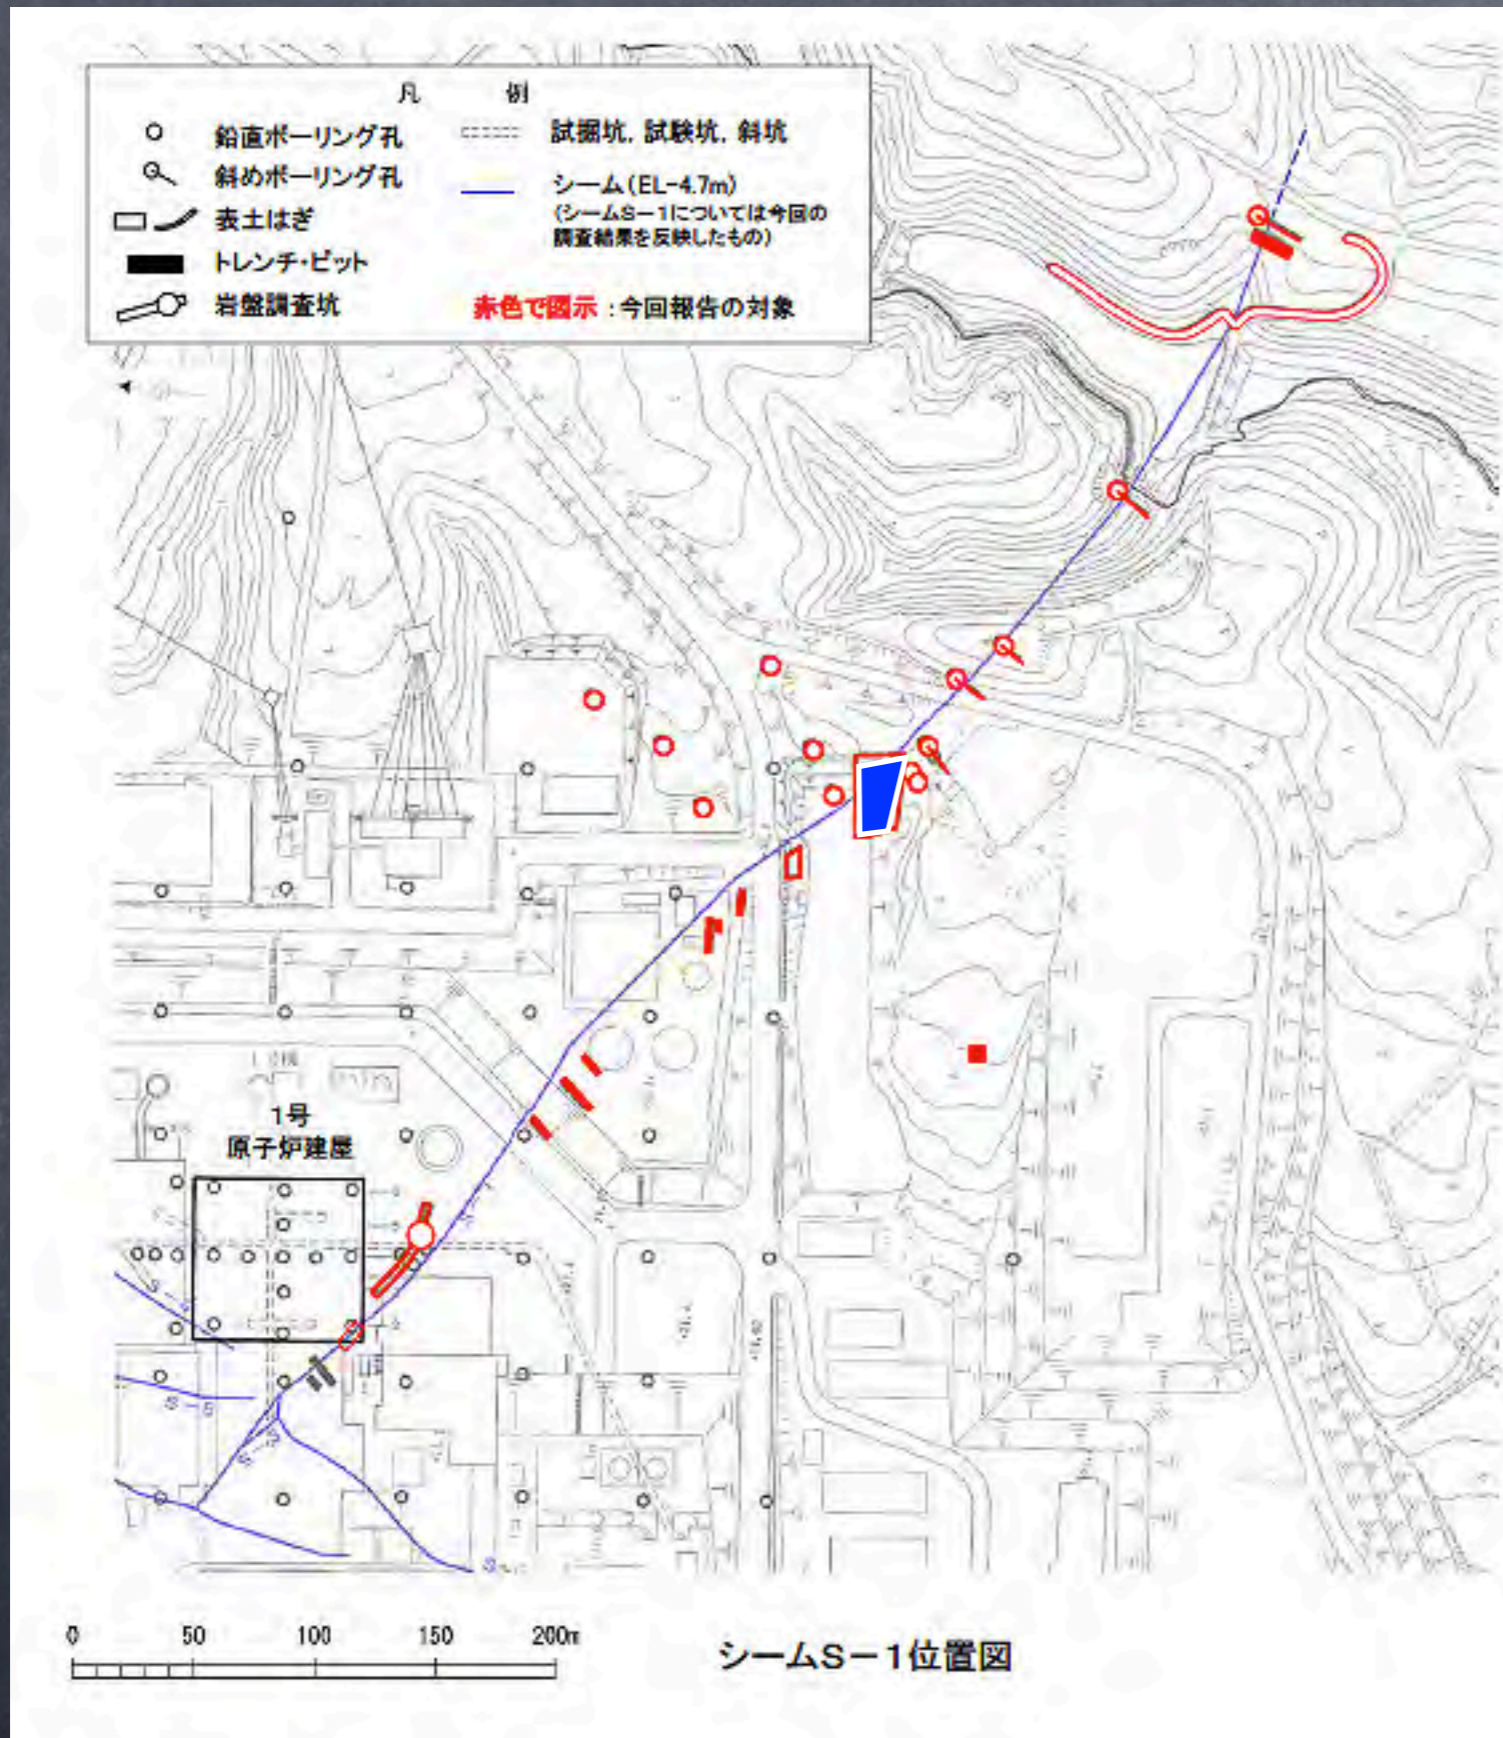 凡 例
鉛直ボーリング孔
斜めボーリング孔
表土はぎ
トレンチ・ピット
岩盤調査坑
試掘坑，試験坑，斜坑
シーム（EL-4.7m）
（シームS－1については今回の
調査結果を反映したもの）
赤色で図示：今回報告の対象
1号
原子炉建屋
0 50 100 150 200m
シームS－1位置図